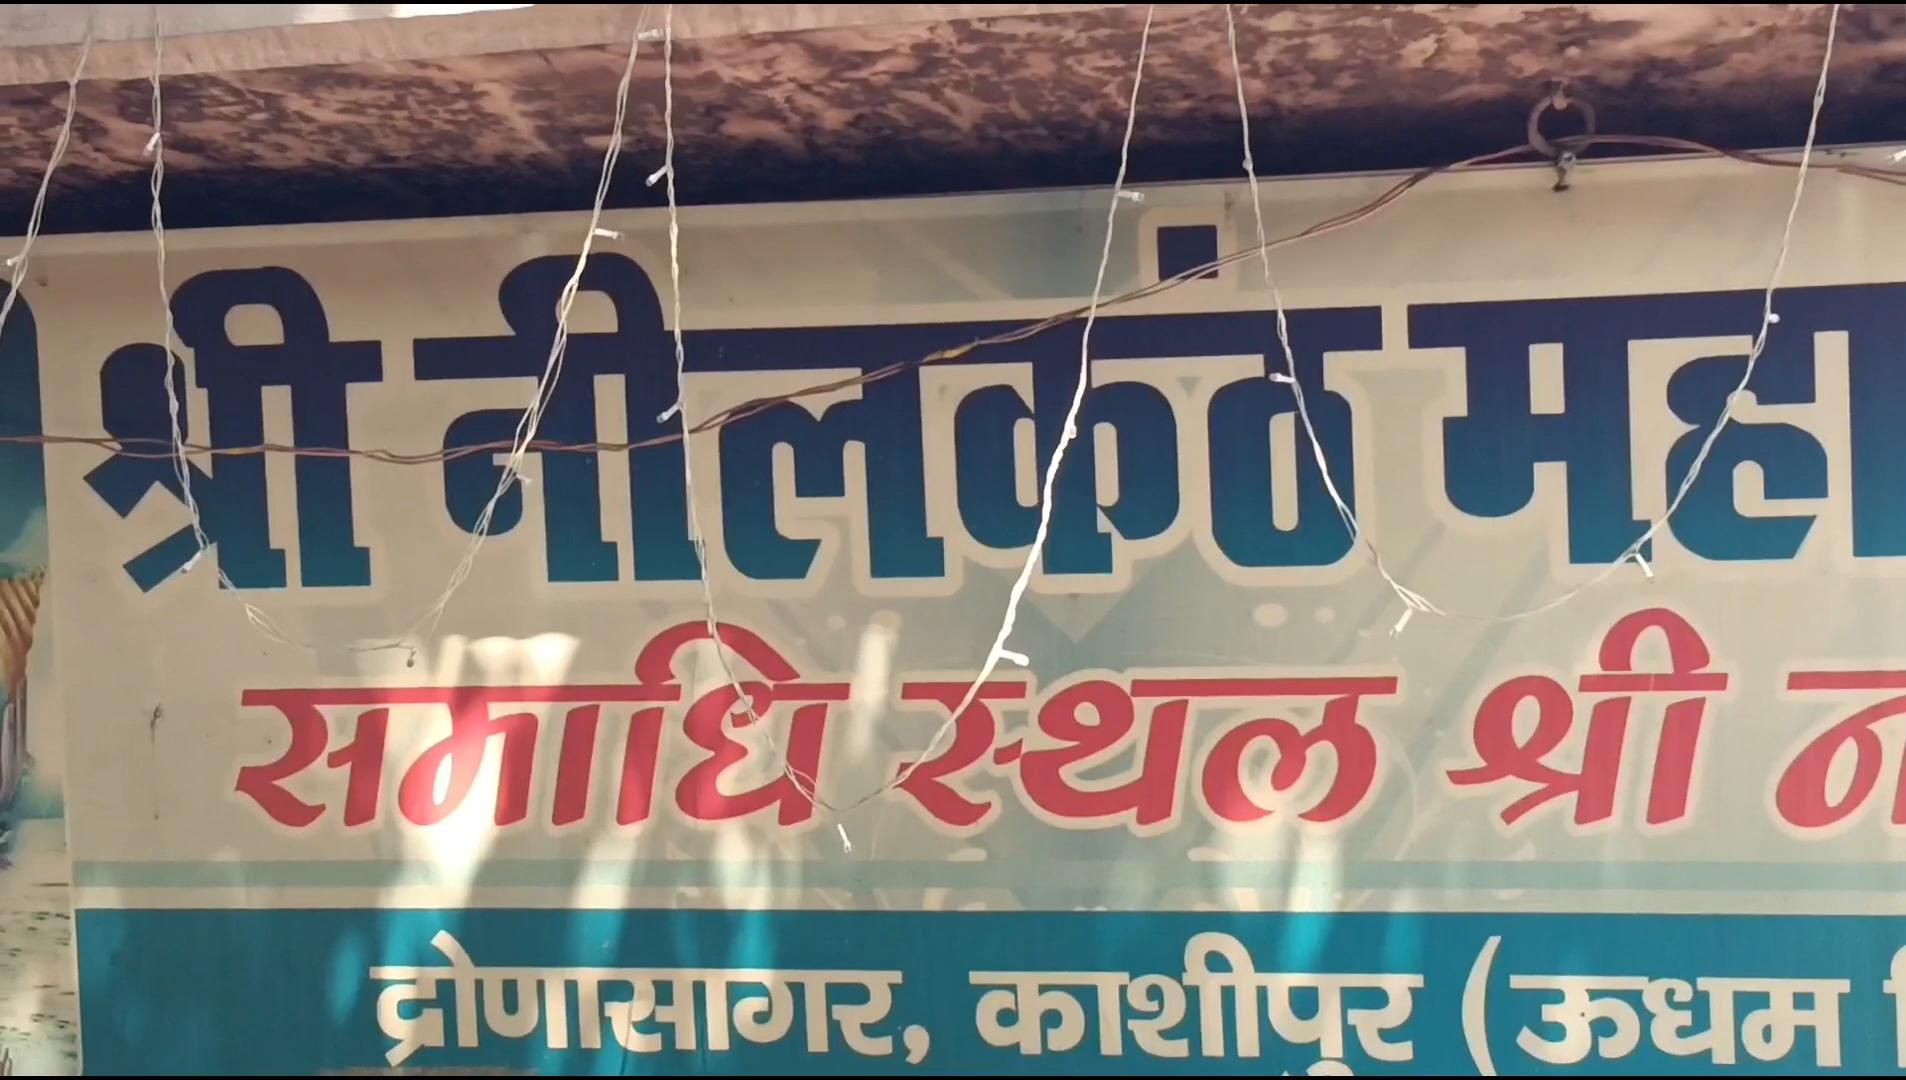 श्री नीलकंठ महा
समाधि स्थल श्री न
द्रोणासागर, काशीपुर (ऊधम